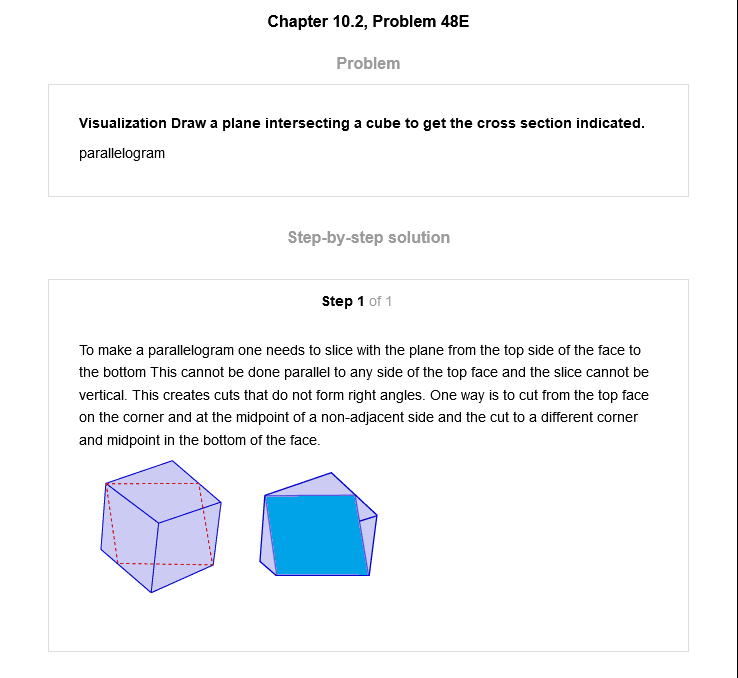 Chapter 10.2, Problem 48E
Problem
Visualization Draw a plane intersecting a cube to get the cross section indicated.
parallelogram
Step-by-step solution
Step 1 of 1
To make a parallelogram one needs to slice with the plane from the top side of the face to
the bottom This cannot be done parallel to any side of the top face and the slice cannot be
vertical. This creates cuts that do not form right angles. One way is to cut from the top face
on the corner and at the midpoint of a non-adjacent side and the cut to a different corner
and midpoint in the bottom of the face.